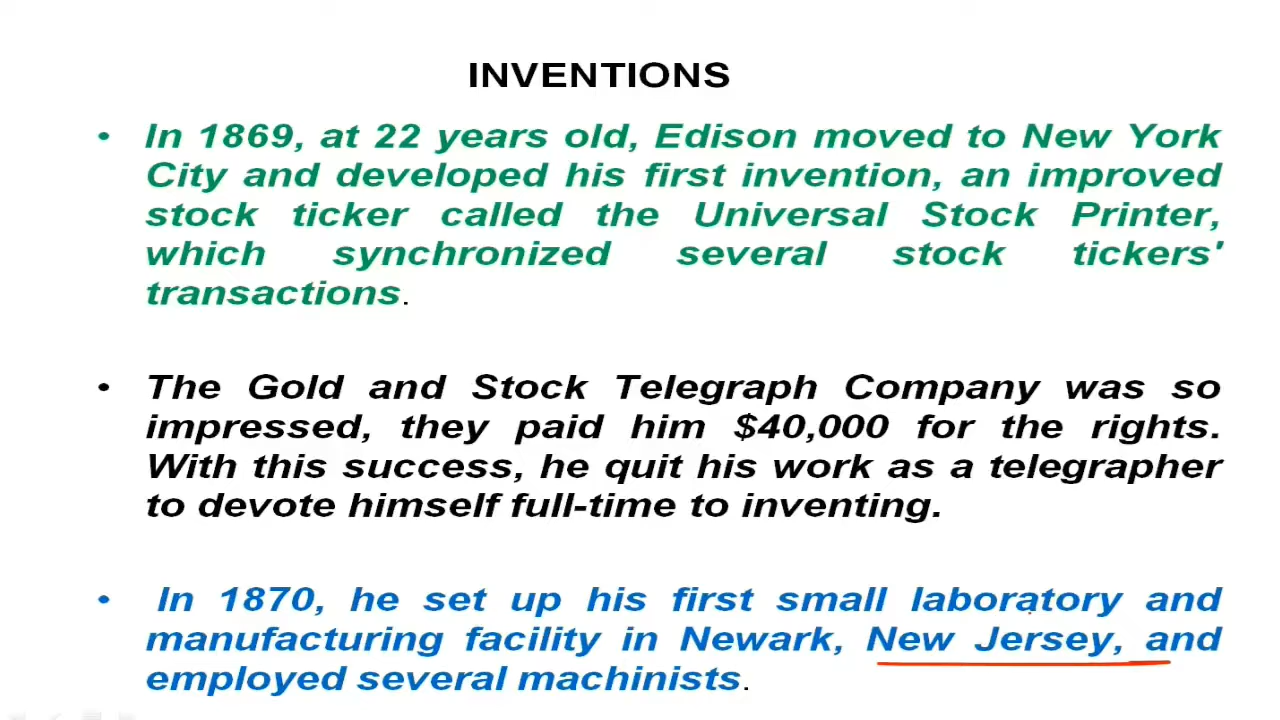 INVENTIONS
• In 1869, at 22 years old, Edison moved to New York
City and developed his first invention, an improved
stock ticker called the Universal Stock Printer,
which synchronized several stock tickers'
transactions.
• The Gold and Stock Telegraph Company was so
impressed, they paid him $40,000 for the rights.
With this success, he quit his work as a telegrapher
to devote himself full-time to inventing.
• In 1870, he set up his first small laboratory and
manufacturing facility in Newark, New Jersey, and
employed several machinists.